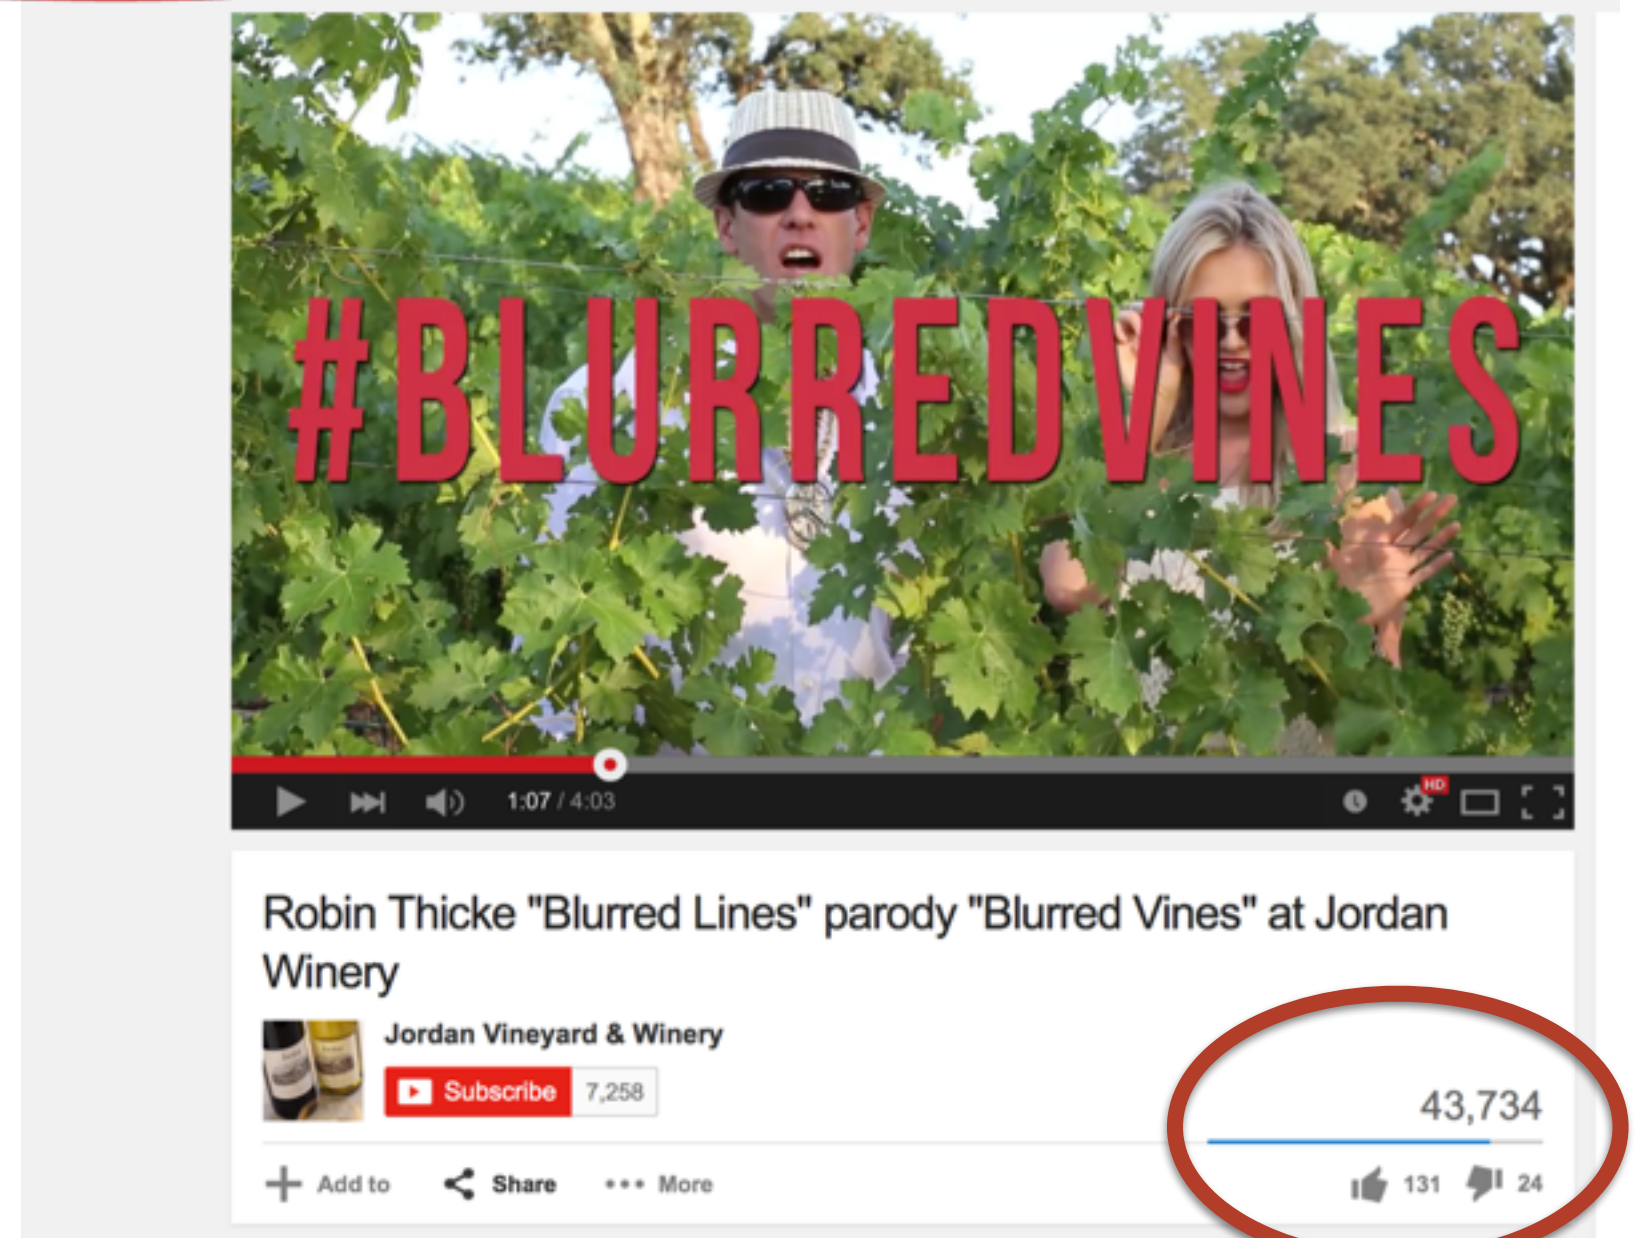 #BLURREDVINES
1:07 / 4:03
HD
Robin Thicke "Blurred Lines" parody "Blurred Vines" at Jordan
Winery
Jordan Vineyard & Winery
Subscribe 7,258
43,734
Add to Share More
131 24